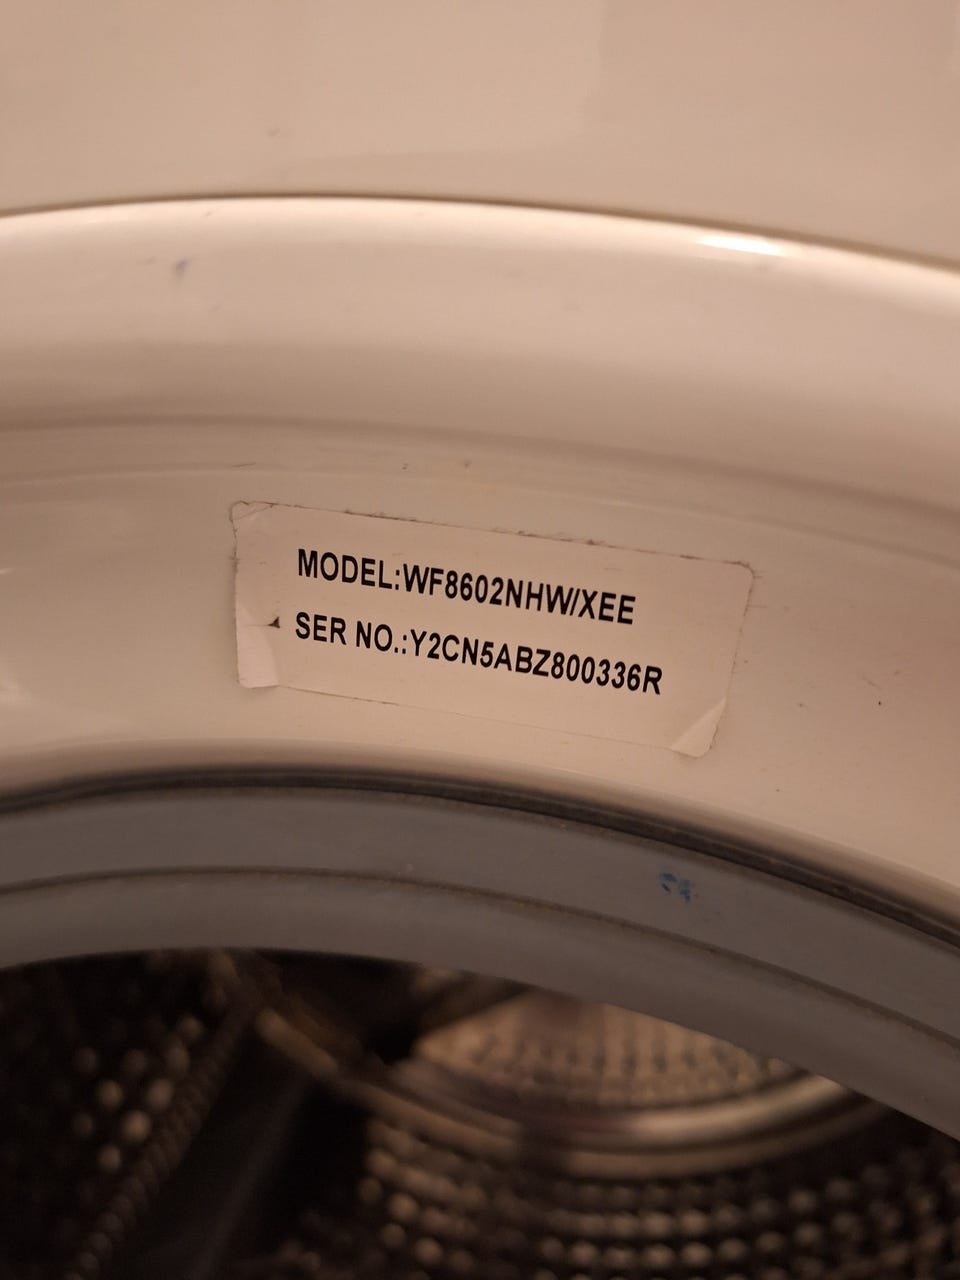 MODEL:WF8602NHW/XEE
SER NO.:Y2CN5ABZ800336R